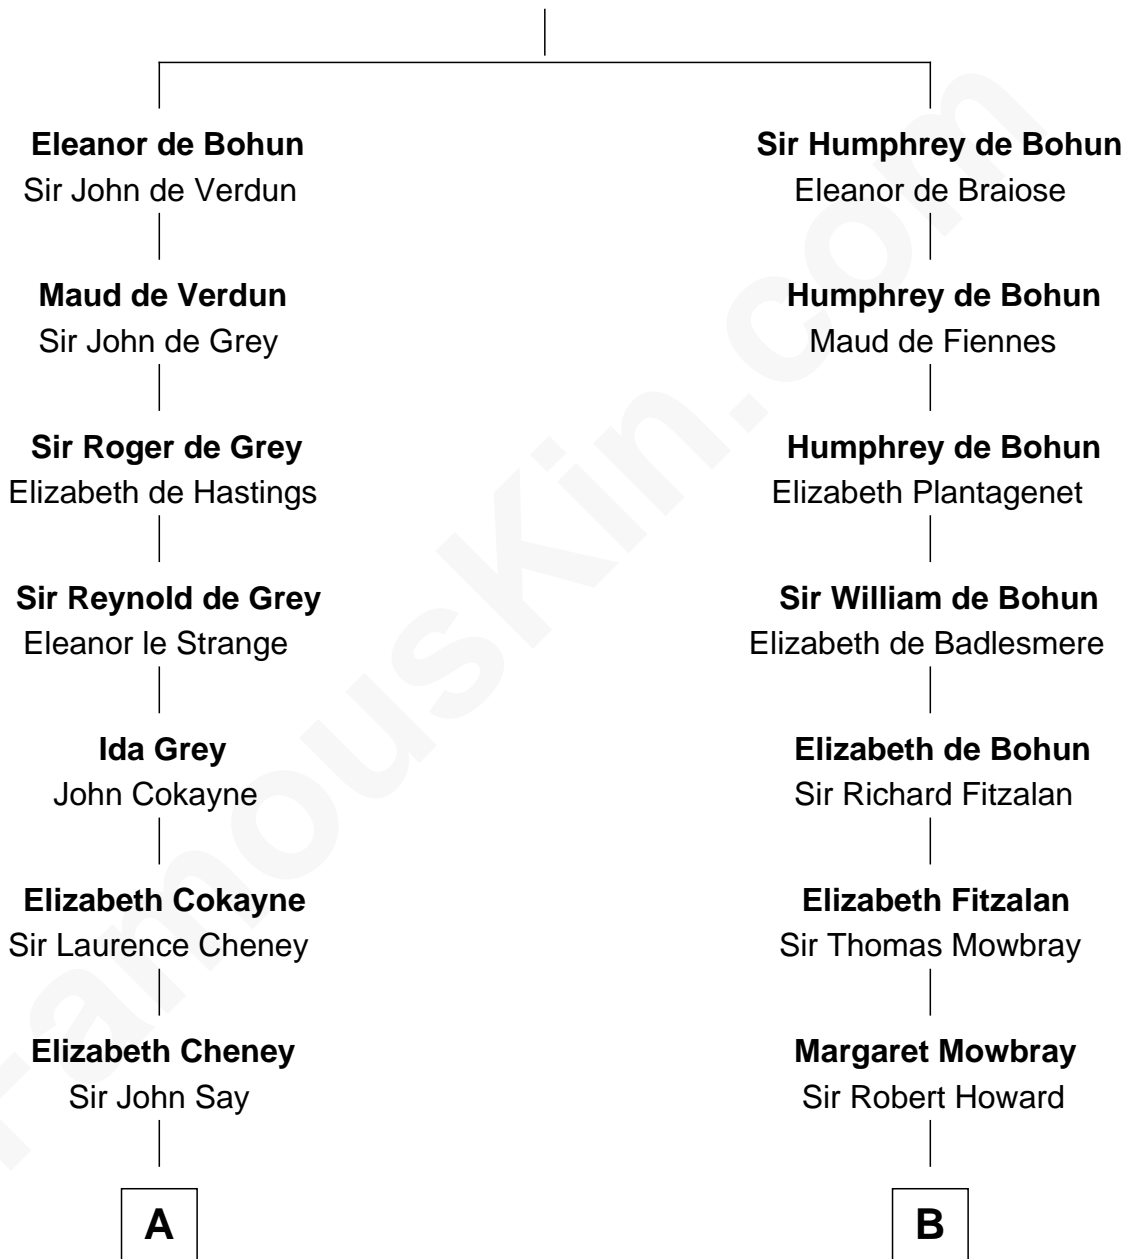 Eleanor de Bohun
Sir John de Verdun
Maud de Verdun
Sir John de Grey
Sir Roger de Grey
Elizabeth de Hastings
Sir Reynold de Grey
Eleanor le Strange
Ida Grey
John Cokayne
Elizabeth Cokayne
Sir Laurence Cheney
Elizabeth Cheney
Sir John Say
A
Sir Humphrey de Bohun
Eleanor de Braiose
Humphrey de Bohun
Maud de Fiennes
Humphrey de Bohun
Elizabeth Plantagenet
Sir William de Bohun
Elizabeth de Badlesmere
Elizabeth de Bohun
Sir Richard Fitzalan
Elizabeth Fitzalan
Sir Thomas Mowbray
Margaret Mowbray
Sir Robert Howard
B
FamousKin.com